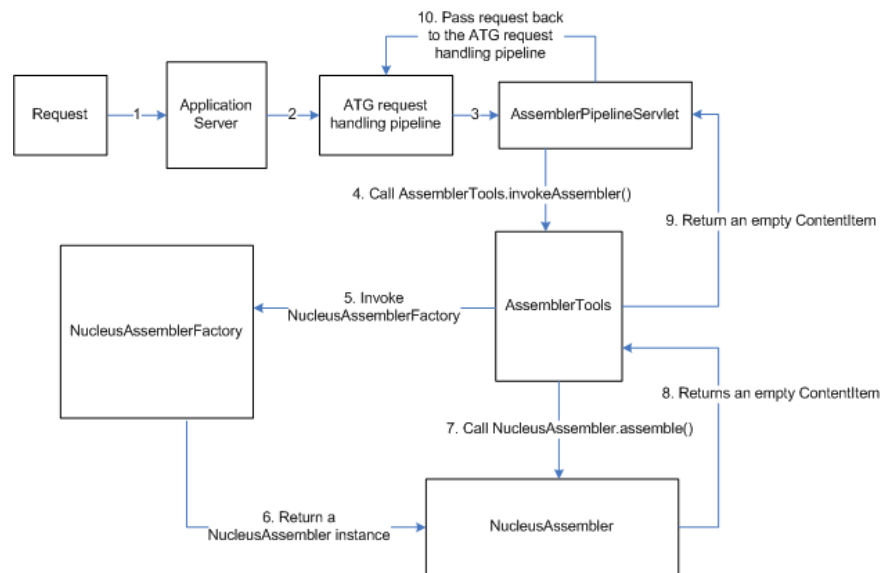 10. Pass request back
to the ATG request
handling pipeline
Request
1
Application
Server
2
ATG request
handling pipeline
3
AssemblerPipelineServlet
4. Call AssemblerTools.invokeAssembler()
9. Return an empty ContentItem
NucleusAssemblerFactory
5. Invoke
NucleusAssemblerFactory
AssemblerTools
8. Returns an empty ContentItem
7. Call NucleusAssembler.assemble()
6. Return a
NucleusAssembler instance
NucleusAssembler